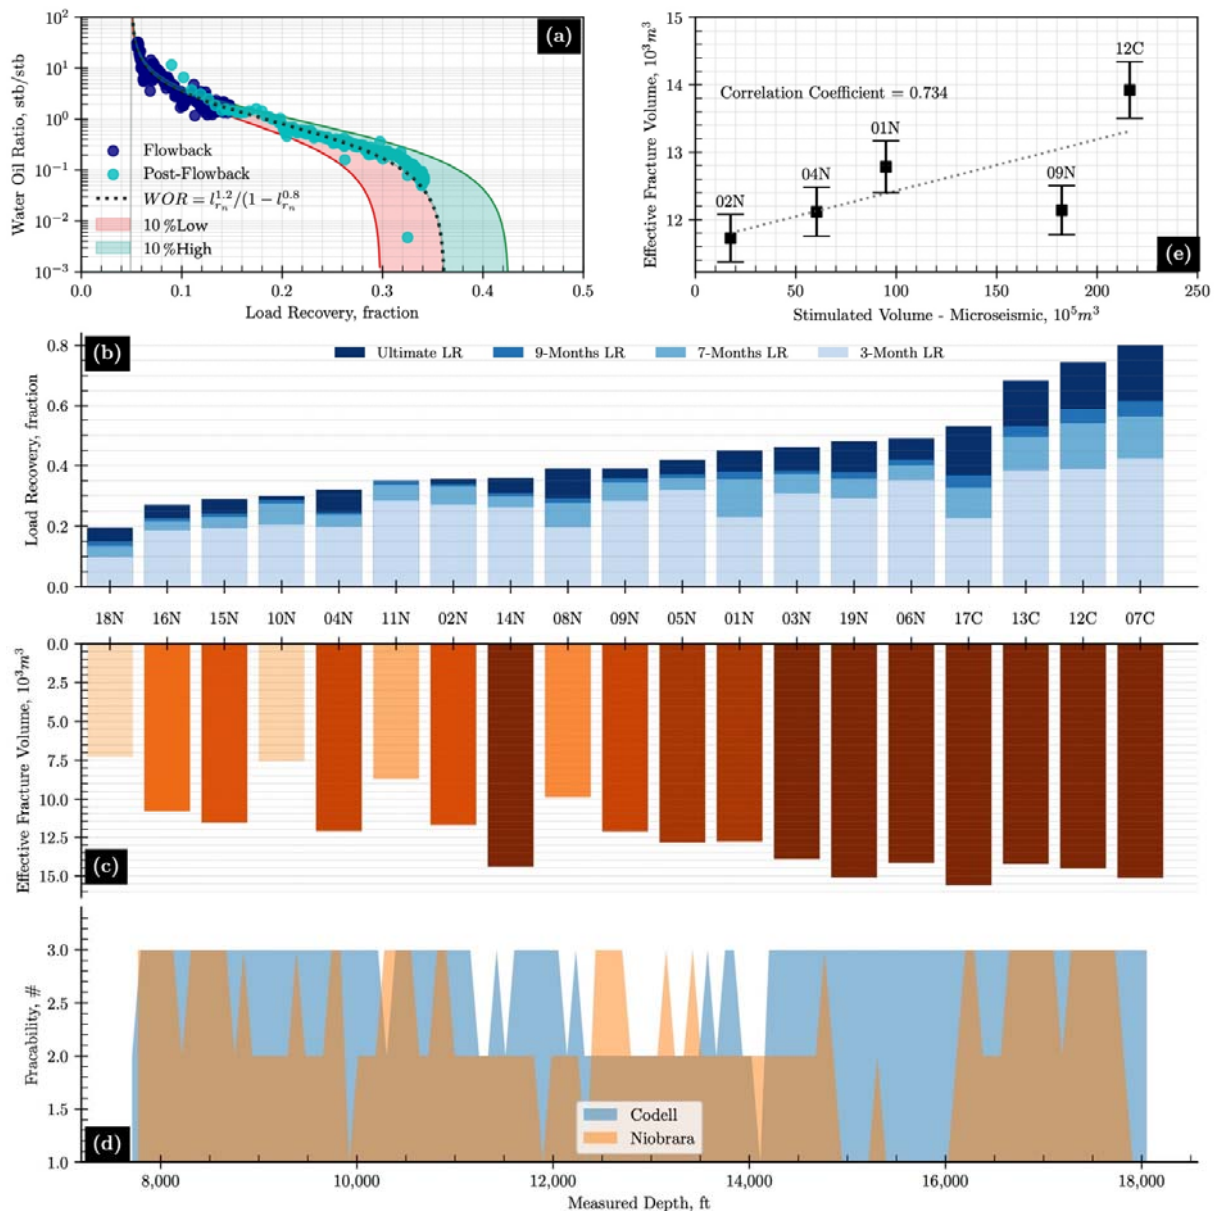 (a)
10^2
10^1
10^0
10^−1
10^−2
10^−3
Water Oil Ratio, stb/stb
Flowback
Post-Flowback
WOR = l_{r_n}^{1.2}/(1 − l_{r_n}^{0.8})
10 %Low
10 %High
0.0 0.1 0.2 0.3 0.4 0.5
Load Recovery, fraction
15
14
13
12
Effective Fracture Volume, 10^3 m^3
Correlation Coefficient = 0.734
02N
04N
01N
09N
12C
(e)
0 50 100 150 200 250
Stimulated Volume - Microseismic, 10^5 m^3
(b)
Ultimate LR 9-Months LR 7-Months LR 3-Month LR
0.8
0.6
0.4
0.2
0.0
Load Recovery, fraction
18N 16N 15N 10N 04N 11N 02N 14N 08N 09N 05N 01N 03N 19N 06N 17C 13C 12C 07C
0.0
2.5
5.0
7.5
10.0
12.5
15.0
Effective Fracture Volume, 10^3 m^3
(c)
3.0
2.5
2.0
1.5
1.0
Fracability, #
Codell
Niobrara
(d)
8,000 10,000 12,000 14,000 16,000 18,000
Measured Depth, ft